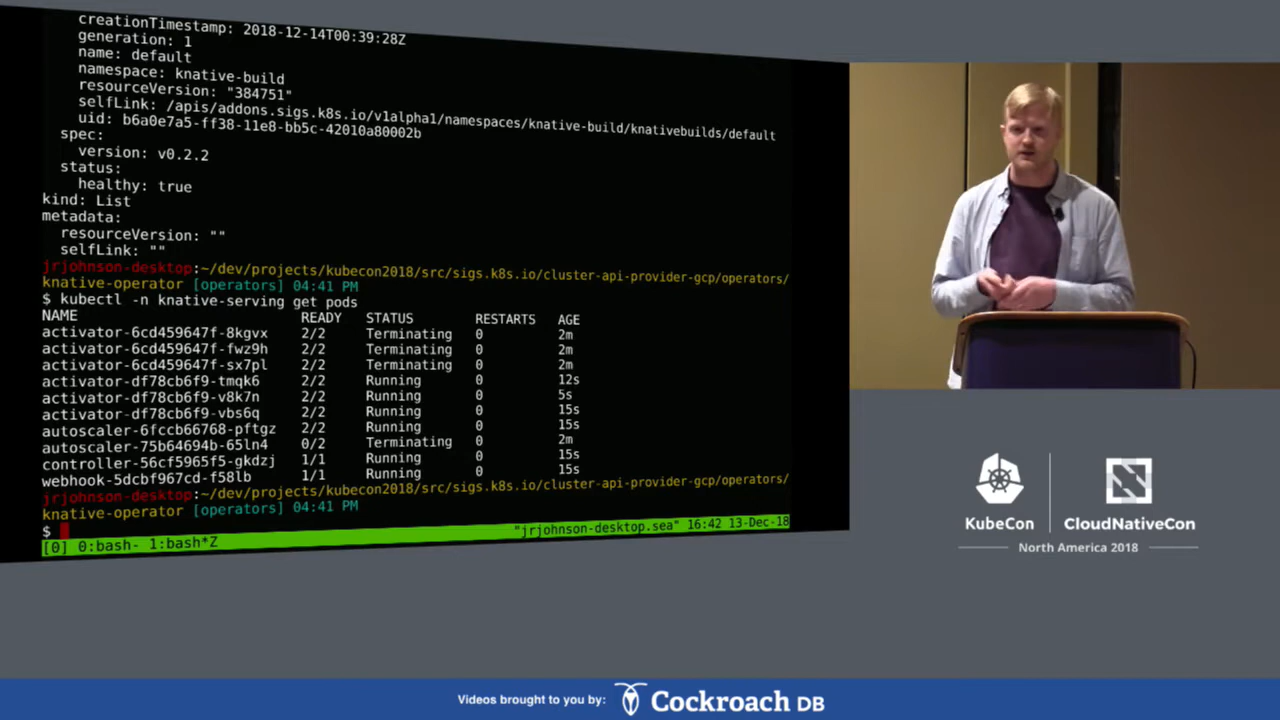 creationTimestamp: 2018-12-14T00:39:28Z
generation: 1
name: default
namespace: knative-build
resourceVersion: "384751"
selfLink: /apis/addons.sigs.k8s.io/v1alpha1/namespaces/knative-build/knativebuilds/default
uid: b6a0e7a5-ff38-11e8-bb5c-42010a80002b
spec:
version: v0.2.2
status:
healthy: true
kind: List
metadata:
resourceVersion: ""
selfLink: ""
jrjohnson-desktop:~/dev/projects/kubecon2018/src/sigs.k8s.io/cluster-api-provider-gcp/operators/
knative-operator [operators] 04:41 PM
$ kubectl -n knative-serving get pods
NAME READY STATUS RESTARTS AGE
activator-6cd459647f-8kgvx 2/2 Terminating 0 2m
activator-6cd459647f-fwz9h 2/2 Terminating 0 2m
activator-6cd459647f-sx7pl 2/2 Terminating 0 2m
activator-df78cb6f9-tmqk6 2/2 Running 0 12s
activator-df78cb6f9-v8k7n 2/2 Running 0 5s
activator-df78cb6f9-vbs6q 2/2 Running 0 15s
autoscaler-6fccb66768-pftgz 2/2 Running 0 15s
autoscaler-75b64694b-65ln4 0/2 Terminating 0 2m
controller-56cf5965f5-gkdzj 1/1 Running 0 15s
webhook-5dcbf967cd-f58lb 1/1 Running 0 15s
jrjohnson-desktop:~/dev/projects/kubecon2018/src/sigs.k8s.io/cluster-api-provider-gcp/operators/
knative-operator [operators] 04:41 PM
$
[0] 0:bash- 1:bash*Z "jrjohnson-desktop.sea" 16:42 13-Dec-18
KubeCon CloudNativeCon
North America 2018
Videos brought to you by: Cockroach DB